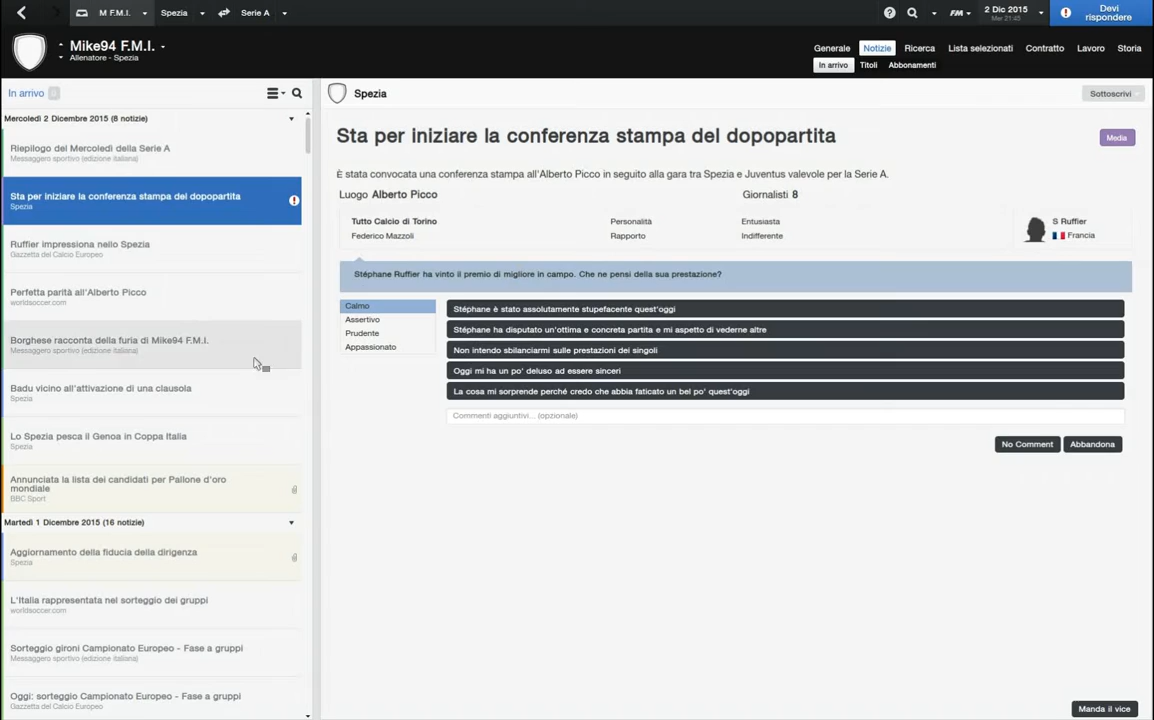 M F.M.I.
Spezia
Serie A
FM
2 Dic 2015
Mer 21:45
Devi
rispondere
Mike94 F.M.I.
Allenatore - Spezia
Generale
Notizie
Ricerca
Lista selezionati
Contratto
Lavoro
Storia
In arrivo
Titoli
Abbonamenti
In arrivo
Mercoledì 2 Dicembre 2015 (8 notizie)
Riepilogo del Mercoledì della Serie A
Messaggero sportivo (edizione italiana)
Sta per iniziare la conferenza stampa del dopopartita
Spezia
Ruffier impressiona nello Spezia
Gazzetta del Calcio Europeo
Perfetta parità all'Alberto Picco
worldsoccer.com
Borghese racconta della furia di Mike94 F.M.I.
Messaggero sportivo (edizione italiana)
Badu vicino all'attivazione di una clausola
Spezia
Lo Spezia pesca il Genoa in Coppa Italia
Spezia
Annunciata la lista dei candidati per Pallone d'oro
mondiale
BBC Sport
Martedì 1 Dicembre 2015 (16 notizie)
Aggiornamento della fiducia della dirigenza
Spezia
L'Italia rappresentata nel sorteggio dei gruppi
worldsoccer.com
Sorteggio gironi Campionato Europeo - Fase a gruppi
Messaggero sportivo (edizione italiana)
Oggi: sorteggio Campionato Europeo - Fase a gruppi
Gazzetta del Calcio Europeo
Spezia
Sottoscrivi
Sta per iniziare la conferenza stampa del dopopartita
Media
È stata convocata una conferenza stampa all'Alberto Picco in seguito alla gara tra Spezia e Juventus valevole per la Serie A.
Luogo Alberto Picco
Giornalisti 8
Tutto Calcio di Torino
Personalità
Entusiasta
S Ruffier
Federico Mazzoli
Rapporto
Indifferente
Francia
Stéphane Ruffier ha vinto il premio di migliore in campo. Che ne pensi della sua prestazione?
Calmo
Assertivo
Prudente
Appassionato
Stéphane è stato assolutamente stupefacente quest'oggi
Stéphane ha disputato un'ottima e concreta partita e mi aspetto di vederne altre
Non intendo sbilanciarmi sulle prestazioni dei singoli
Oggi mi ha un po' deluso ad essere sinceri
La cosa mi sorprende perché credo che abbia faticato un bel po' quest'oggi
Commenti aggiuntivi... (opzionale)
No Comment
Abbandona
Manda il vice